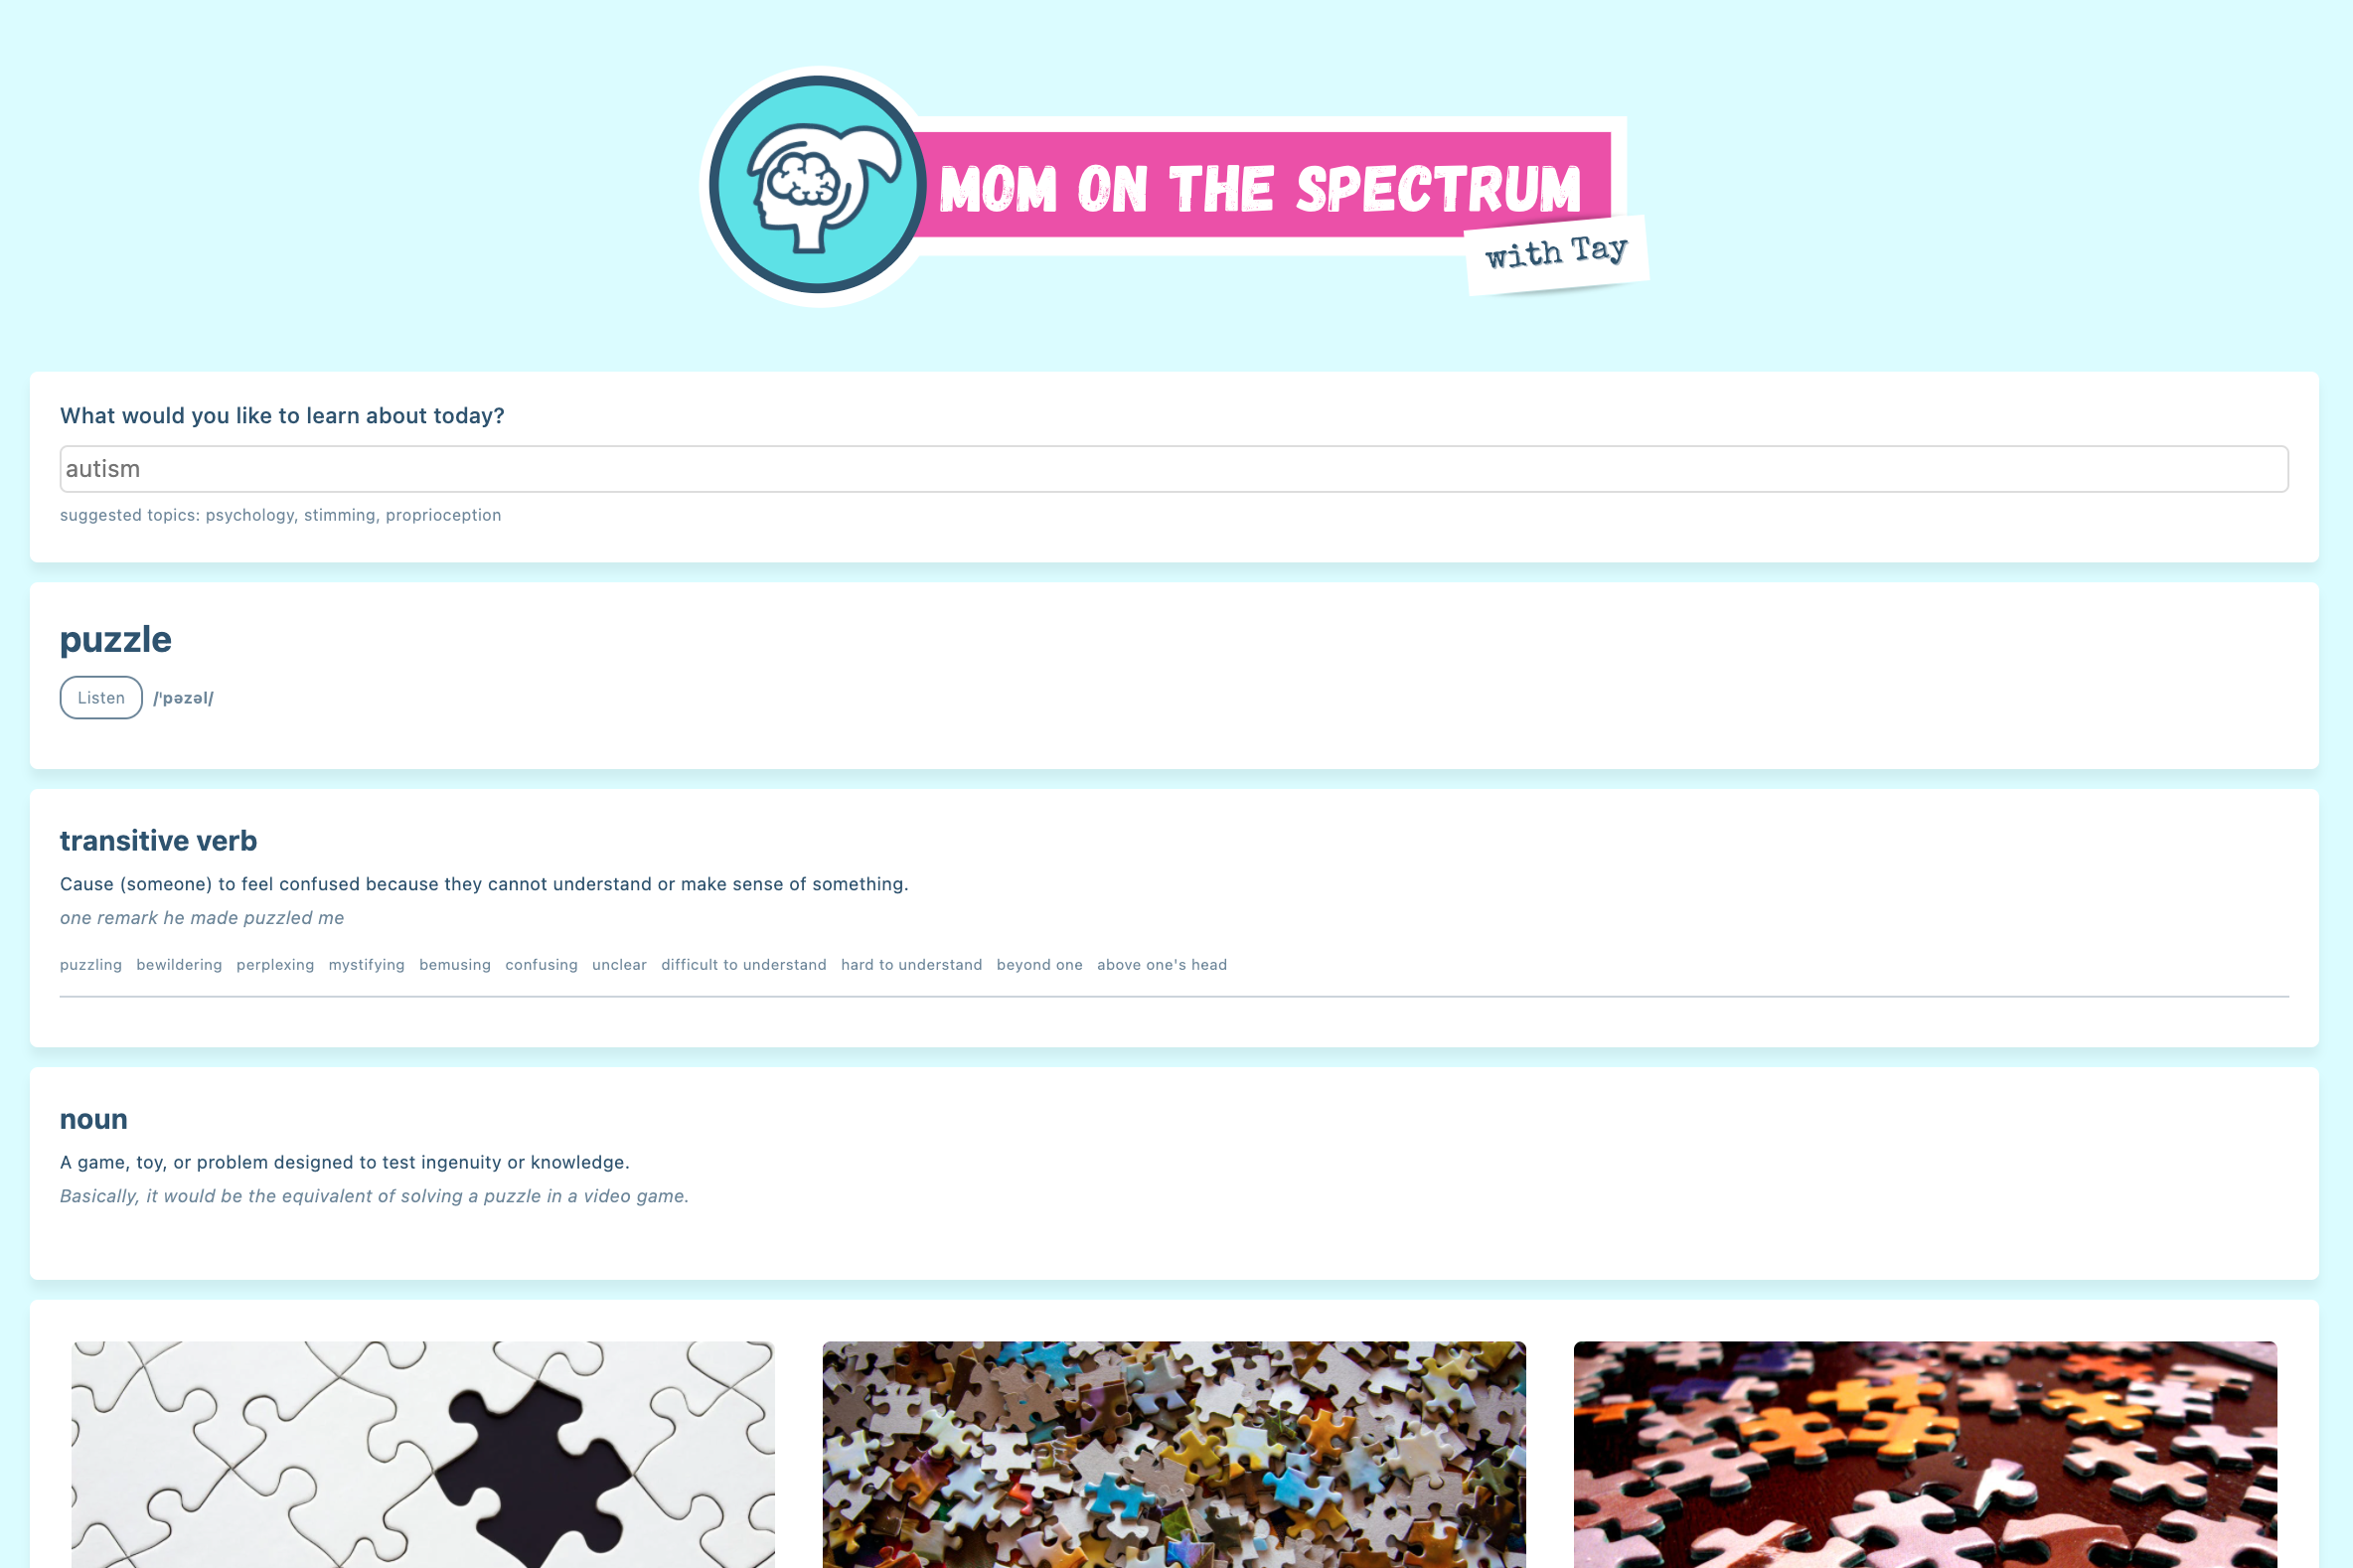 MOM ON THE SPECTRUM
with Tay
What would you like to learn about today?
autism
suggested topics: psychology, stimming, proprioception
puzzle
Listen /ˈpəzəl/
transitive verb
Cause (someone) to feel confused because they cannot understand or make sense of something.
one remark he made puzzled me
puzzling bewildering perplexing mystifying bemusing confusing unclear difficult to understand hard to understand beyond one above one's head
noun
A game, toy, or problem designed to test ingenuity or knowledge.
Basically, it would be the equivalent of solving a puzzle in a video game.